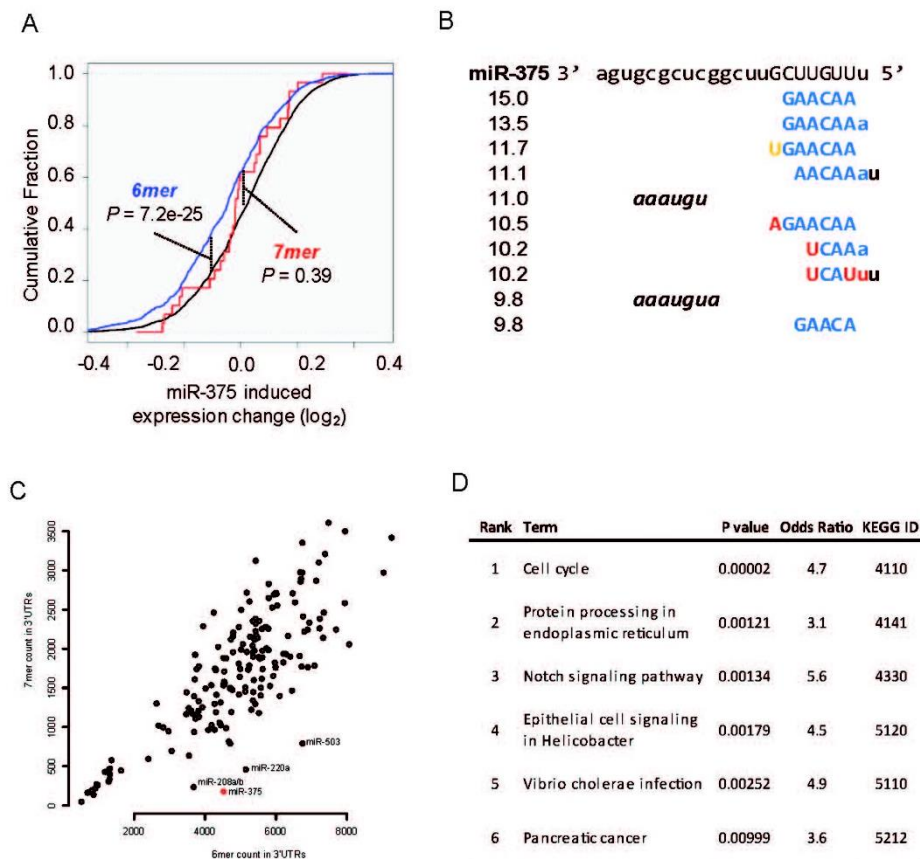 A
Cumulative Fraction
1.0
0.8
0.6
0.4
0.2
0.0
6mer
P = 7.2e-25
7mer
P = 0.39
-0.4 -0.2 0.0 0.2 0.4
miR-375 induced
expression change (log2)
B
miR-375 3’ agugcgcucggcuuGCUUGUUu 5’
15.0 GAACAA
13.5 GAACAAa
11.7 UGAACAA
11.1 AACAAau
11.0 aaaugu
10.5 AGAACAA
10.2 UCAAa
10.2 UCAUuu
9.8 aaaugua
9.8 GAACA
C
7mer count in 3'UTRs
3500
3000
2500
2000
1500
1000
500
0
miR-503
miR-220a
miR-208a/b
miR-375
2000 4000 6000 8000
6mer count in 3'UTRs
D
Rank Term P value Odds Ratio KEGG ID
1 Cell cycle 0.00002 4.7 4110
2 Protein processing in endoplasmic reticulum 0.00121 3.1 4141
3 Notch signaling pathway 0.00134 5.6 4330
4 Epithelial cell signaling in Helicobacter 0.00179 4.5 5120
5 Vibrio cholerae infection 0.00252 4.9 5110
6 Pancreatic cancer 0.00999 3.6 5212